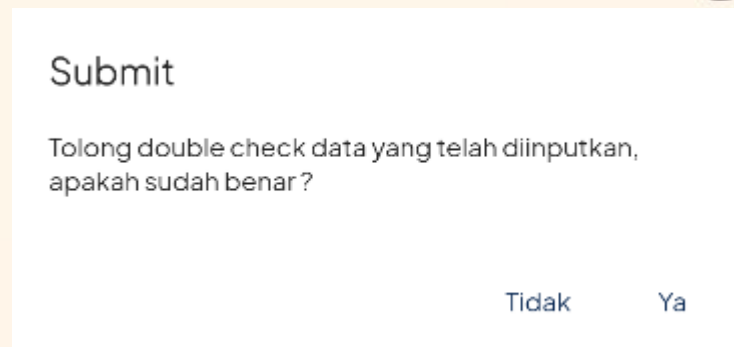 Submit
Tolong double check data yang telah diinputkan,
apakah sudah benar ?
Tidak Ya